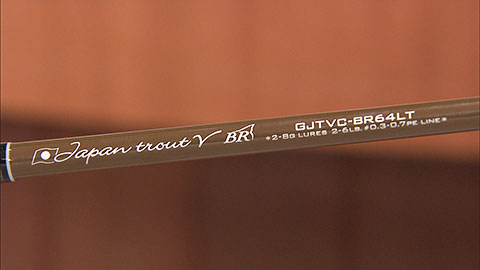 Japan trout V BR
GJTVC-BR64LT
*2-8G LURES 2-6LB. #0.3-0.7PE LINE*